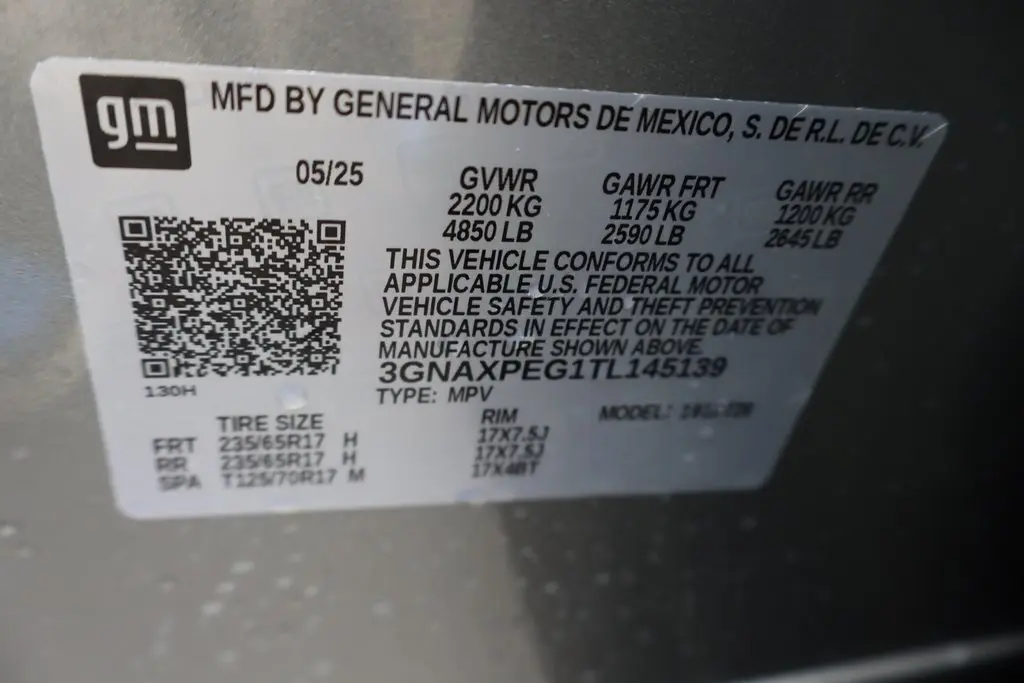 gm
MFD BY GENERAL MOTORS DE MEXICO, S. DE R.L. DE C.V.
05/25 GVWR GAWR FRT GAWR RR
2200 KG 1175 KG 1200 KG
4850 LB 2590 LB 2645 LB
THIS VEHICLE CONFORMS TO ALL
APPLICABLE U.S. FEDERAL MOTOR
VEHICLE SAFETY AND THEFT PREVENTION
STANDARDS IN EFFECT ON THE DATE OF
MANUFACTURE SHOWN ABOVE.
3GNAXPEG1TL145139
130H
TYPE: MPV
TIRE SIZE RIM MODEL:
FRT 235/65R17 H 17X7.5J
RR 235/65R17 H 17X7.5J
SPA T125/70R17 M 17X4BT